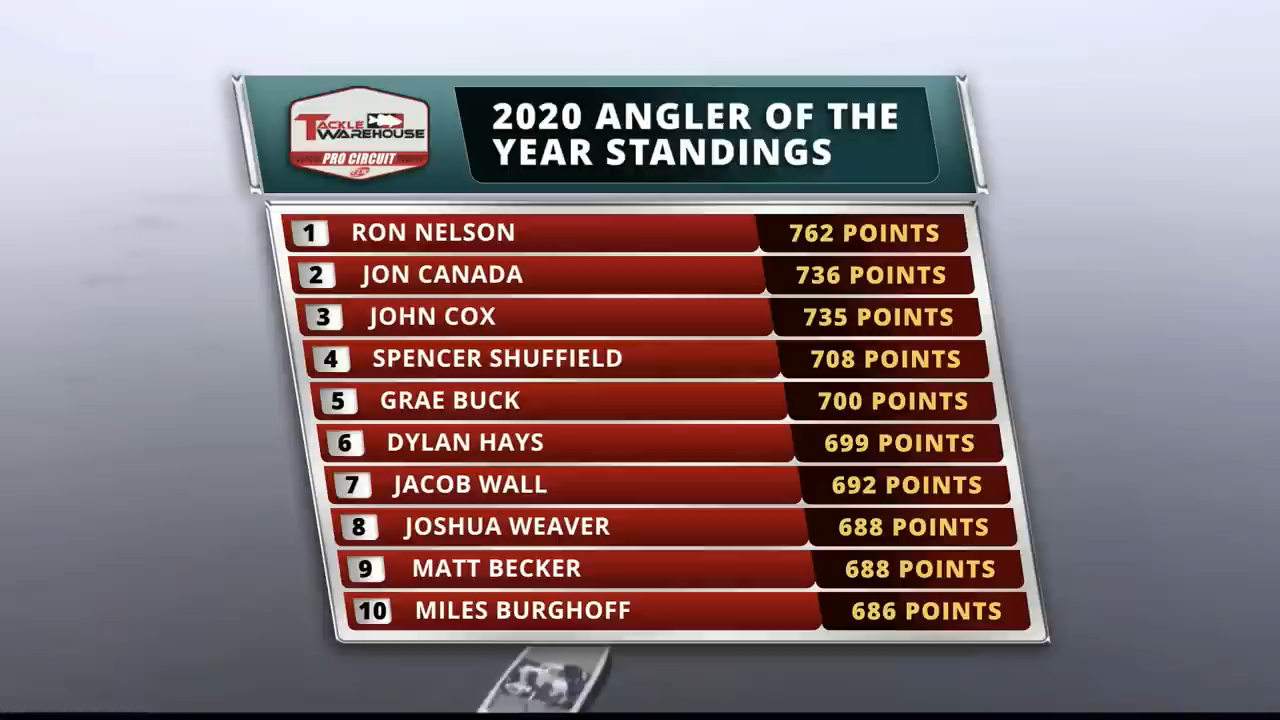 TACKLE
WAREHOUSE
PRO CIRCUIT
2020 ANGLER OF THE
YEAR STANDINGS
1 RON NELSON 762 POINTS
2 JON CANADA 736 POINTS
3 JOHN COX 735 POINTS
4 SPENCER SHUFFIELD 708 POINTS
5 GRAE BUCK 700 POINTS
6 DYLAN HAYS 699 POINTS
7 JACOB WALL 692 POINTS
8 JOSHUA WEAVER 688 POINTS
9 MATT BECKER 688 POINTS
10 MILES BURGHOFF 686 POINTS